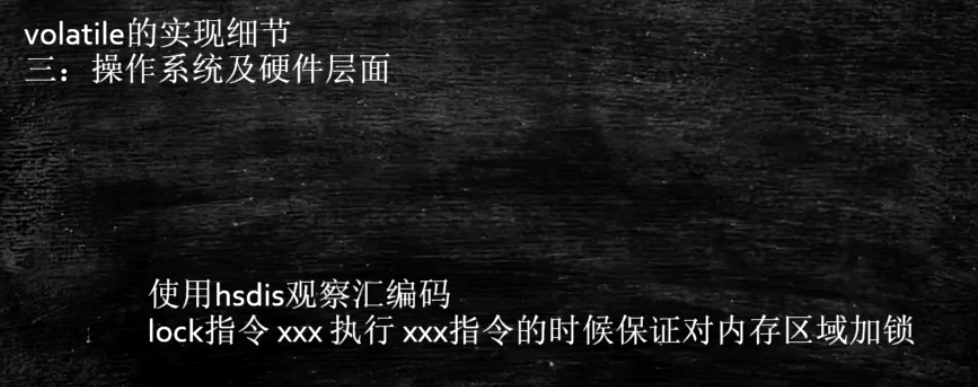 volatile的实现细节
三：操作系统及硬件层面
使用hsdis观察汇编码
lock指令 xxx 执行 xxx指令的时候保证对内存区域加锁